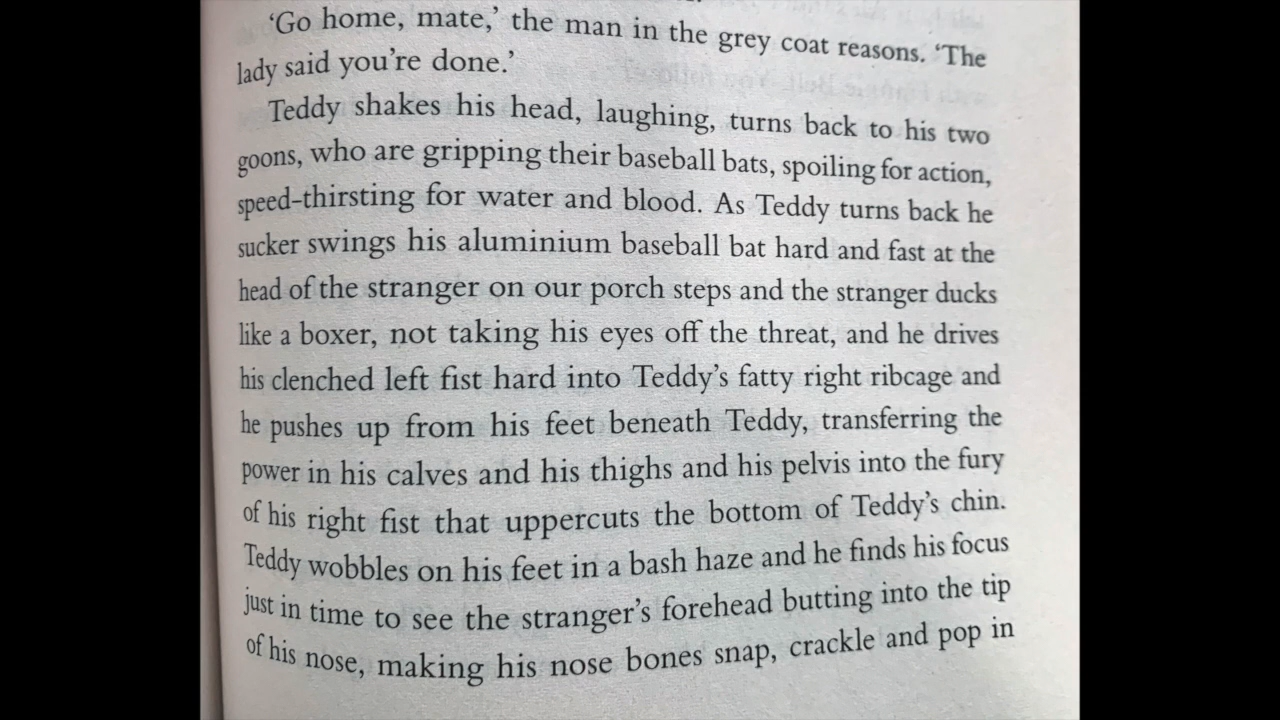 ‘Go home, mate,’ the man in the grey coat reasons. ‘The
lady said you’re done.’
Teddy shakes his head, laughing, turns back to his two
goons, who are gripping their baseball bats, spoiling for action,
speed-thirsting for water and blood. As Teddy turns back he
sucker swings his aluminium baseball bat hard and fast at the
head of the stranger on our porch steps and the stranger ducks
like a boxer, not taking his eyes off the threat, and he drives
his clenched left fist hard into Teddy’s fatty right ribcage and
he pushes up from his feet beneath Teddy, transferring the
power in his calves and his thighs and his pelvis into the fury
of his right fist that uppercuts the bottom of Teddy’s chin.
Teddy wobbles on his feet in a bash haze and he finds his focus
just in time to see the stranger’s forehead butting into the tip
of his nose, making his nose bones snap, crackle and pop in